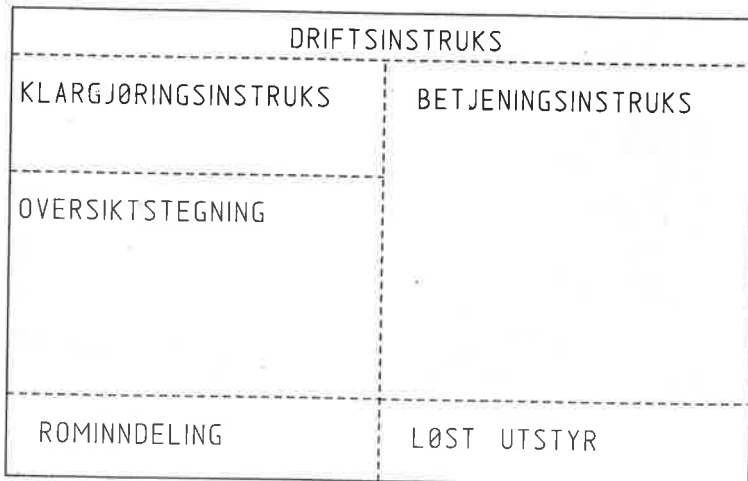 DRIFTSINSTRUKS
KLARGJØRINGSINSTRUKS
BETJENINGSINSTRUKS
OVERSIKTSTEGNING
ROMINNDELING
LØST UTSTYR